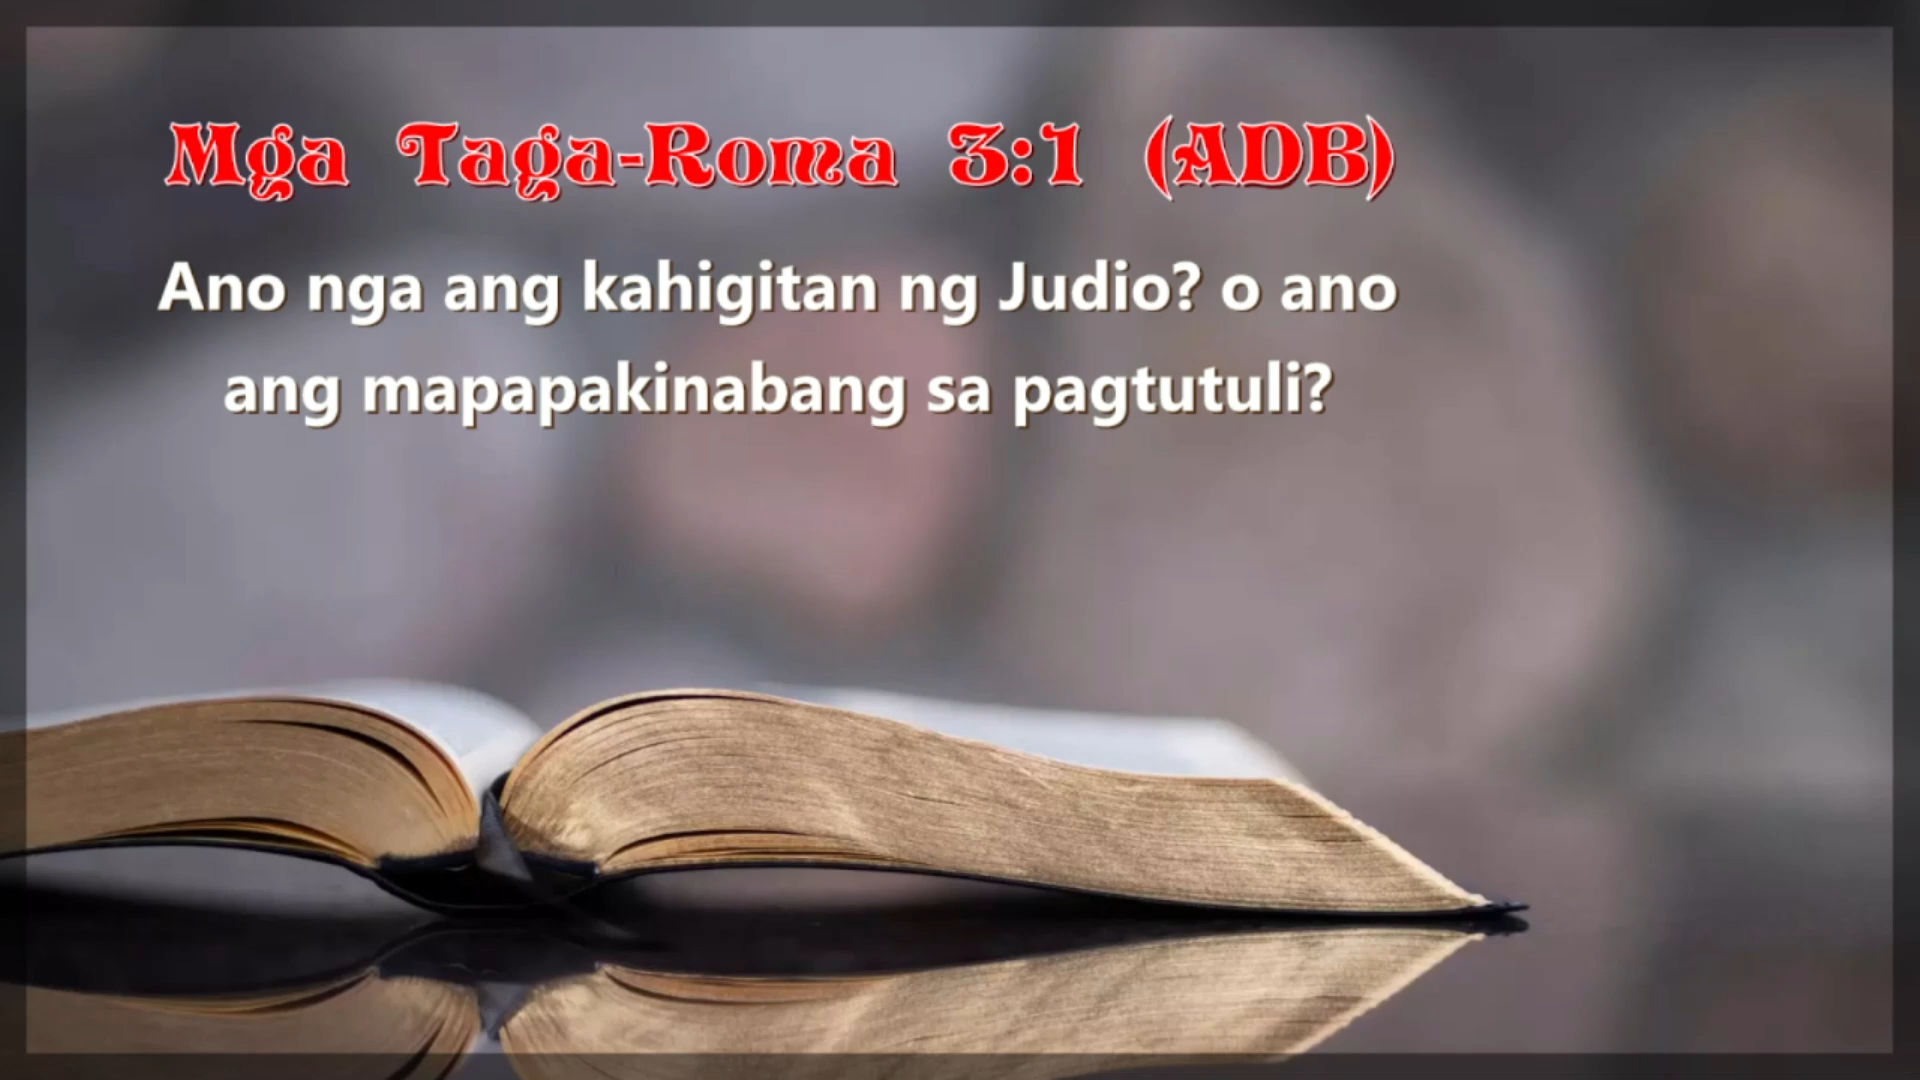 Mga Taga-Roma 3:1 (ADB)
Ano nga ang kahigitan ng Judio? o ano
ang mapapakinabang sa pagtutuli?